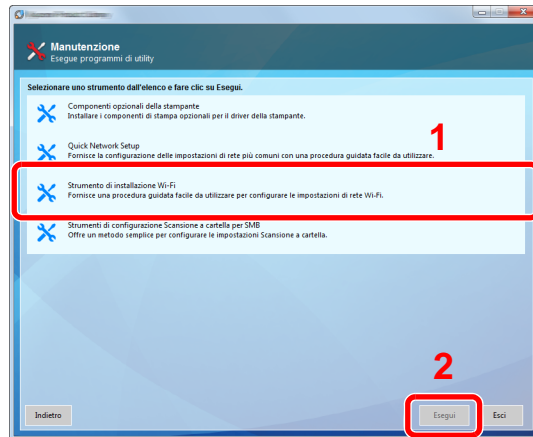 Manutenzione
Esegue programmi di utility
Selezionare uno strumento dall'elenco e fare clic su Esegui.
Componenti opzionali della stampante
Installare i componenti di stampa opzionali per il driver della stampante.
1
Quick Network Setup
Fornisce la configurazione delle impostazioni di rete più comuni con una procedura guidata facile da utilizzare.
Strumento di installazione Wi-Fi
Fornisce una procedura guidata facile da utilizzare per configurare le impostazioni di rete Wi-Fi.
Strumenti di configurazione Scansione a cartella per SMB
Offre un metodo semplice per configurare le impostazioni Scansione a cartella.
2
Indietro
Esegui
Esci